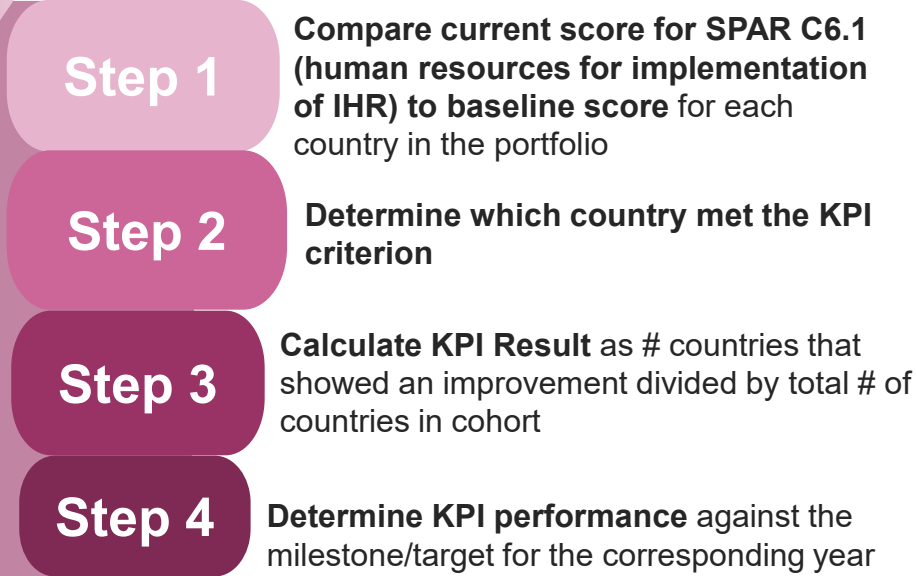 Step 1
Compare current score for SPAR C6.1
(human resources for implementation
of IHR) to baseline score for each
country in the portfolio
Step 2
Determine which country met the KPI
criterion
Step 3
Calculate KPI Result as # countries that
showed an improvement divided by total # of
countries in cohort
Step 4
Determine KPI performance against the
milestone/target for the corresponding year